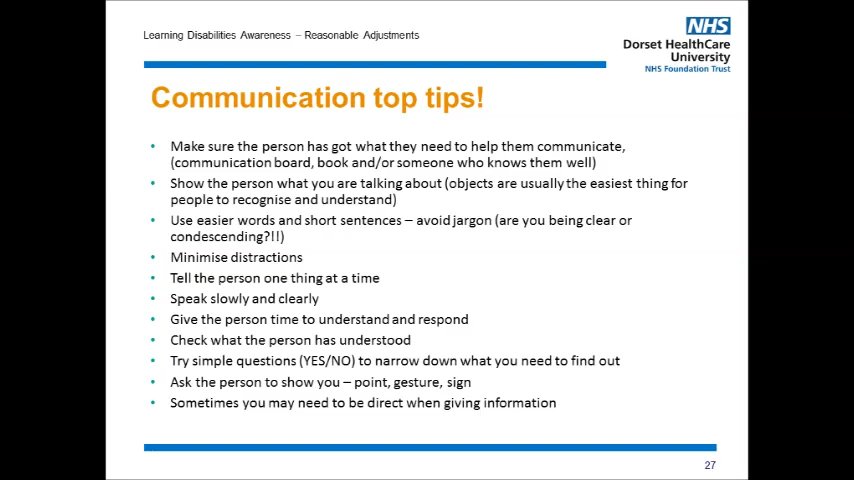 Learning Disabilities Awareness – Reasonable Adjustments
NHS
Dorset HealthCare
University
NHS Foundation Trust
Communication top tips!
• Make sure the person has got what they need to help them communicate,
(communication board, book and/or someone who knows them well)
• Show the person what you are talking about (objects are usually the easiest thing for
people to recognise and understand)
• Use easier words and short sentences – avoid jargon (are you being clear or
condescending?!!)
• Minimise distractions
• Tell the person one thing at a time
• Speak slowly and clearly
• Give the person time to understand and respond
• Check what the person has understood
• Try simple questions (YES/NO) to narrow down what you need to find out
• Ask the person to show you – point, gesture, sign
• Sometimes you may need to be direct when giving information
27